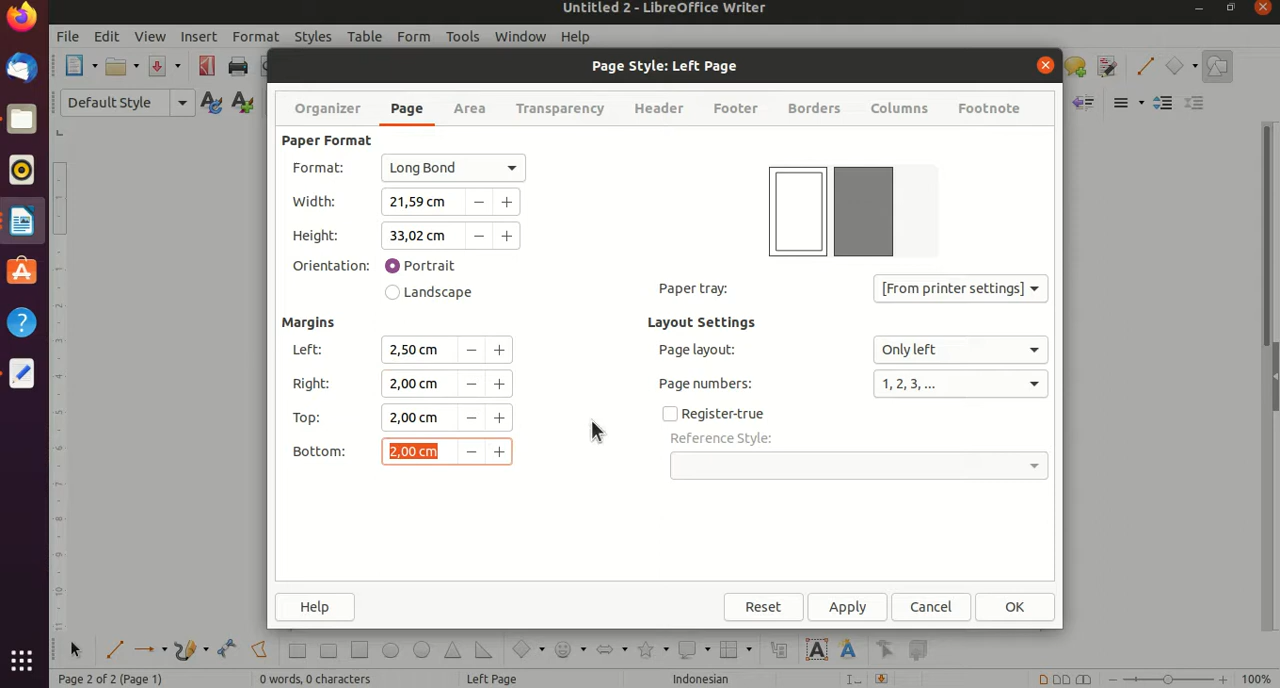 Untitled 2 - LibreOffice Writer
File Edit View Insert Format Styles Table Form Tools Window Help
Page Style: Left Page
Default Style
Organizer Page Area Transparency Header Footer Borders Columns Footnote
Paper Format
Format: Long Bond
Width: 21,59 cm
Height: 33,02 cm
Orientation: Portrait
Landscape
Paper tray: [From printer settings]
Margins
Layout Settings
Left: 2,50 cm
Page layout: Only left
Right: 2,00 cm
Page numbers: 1, 2, 3, ...
Top: 2,00 cm
Register-true
Reference Style:
Bottom: 2,00 cm
Help Reset Apply Cancel OK
Page 2 of 2 (Page 1) 0 words, 0 characters Left Page Indonesian 100%